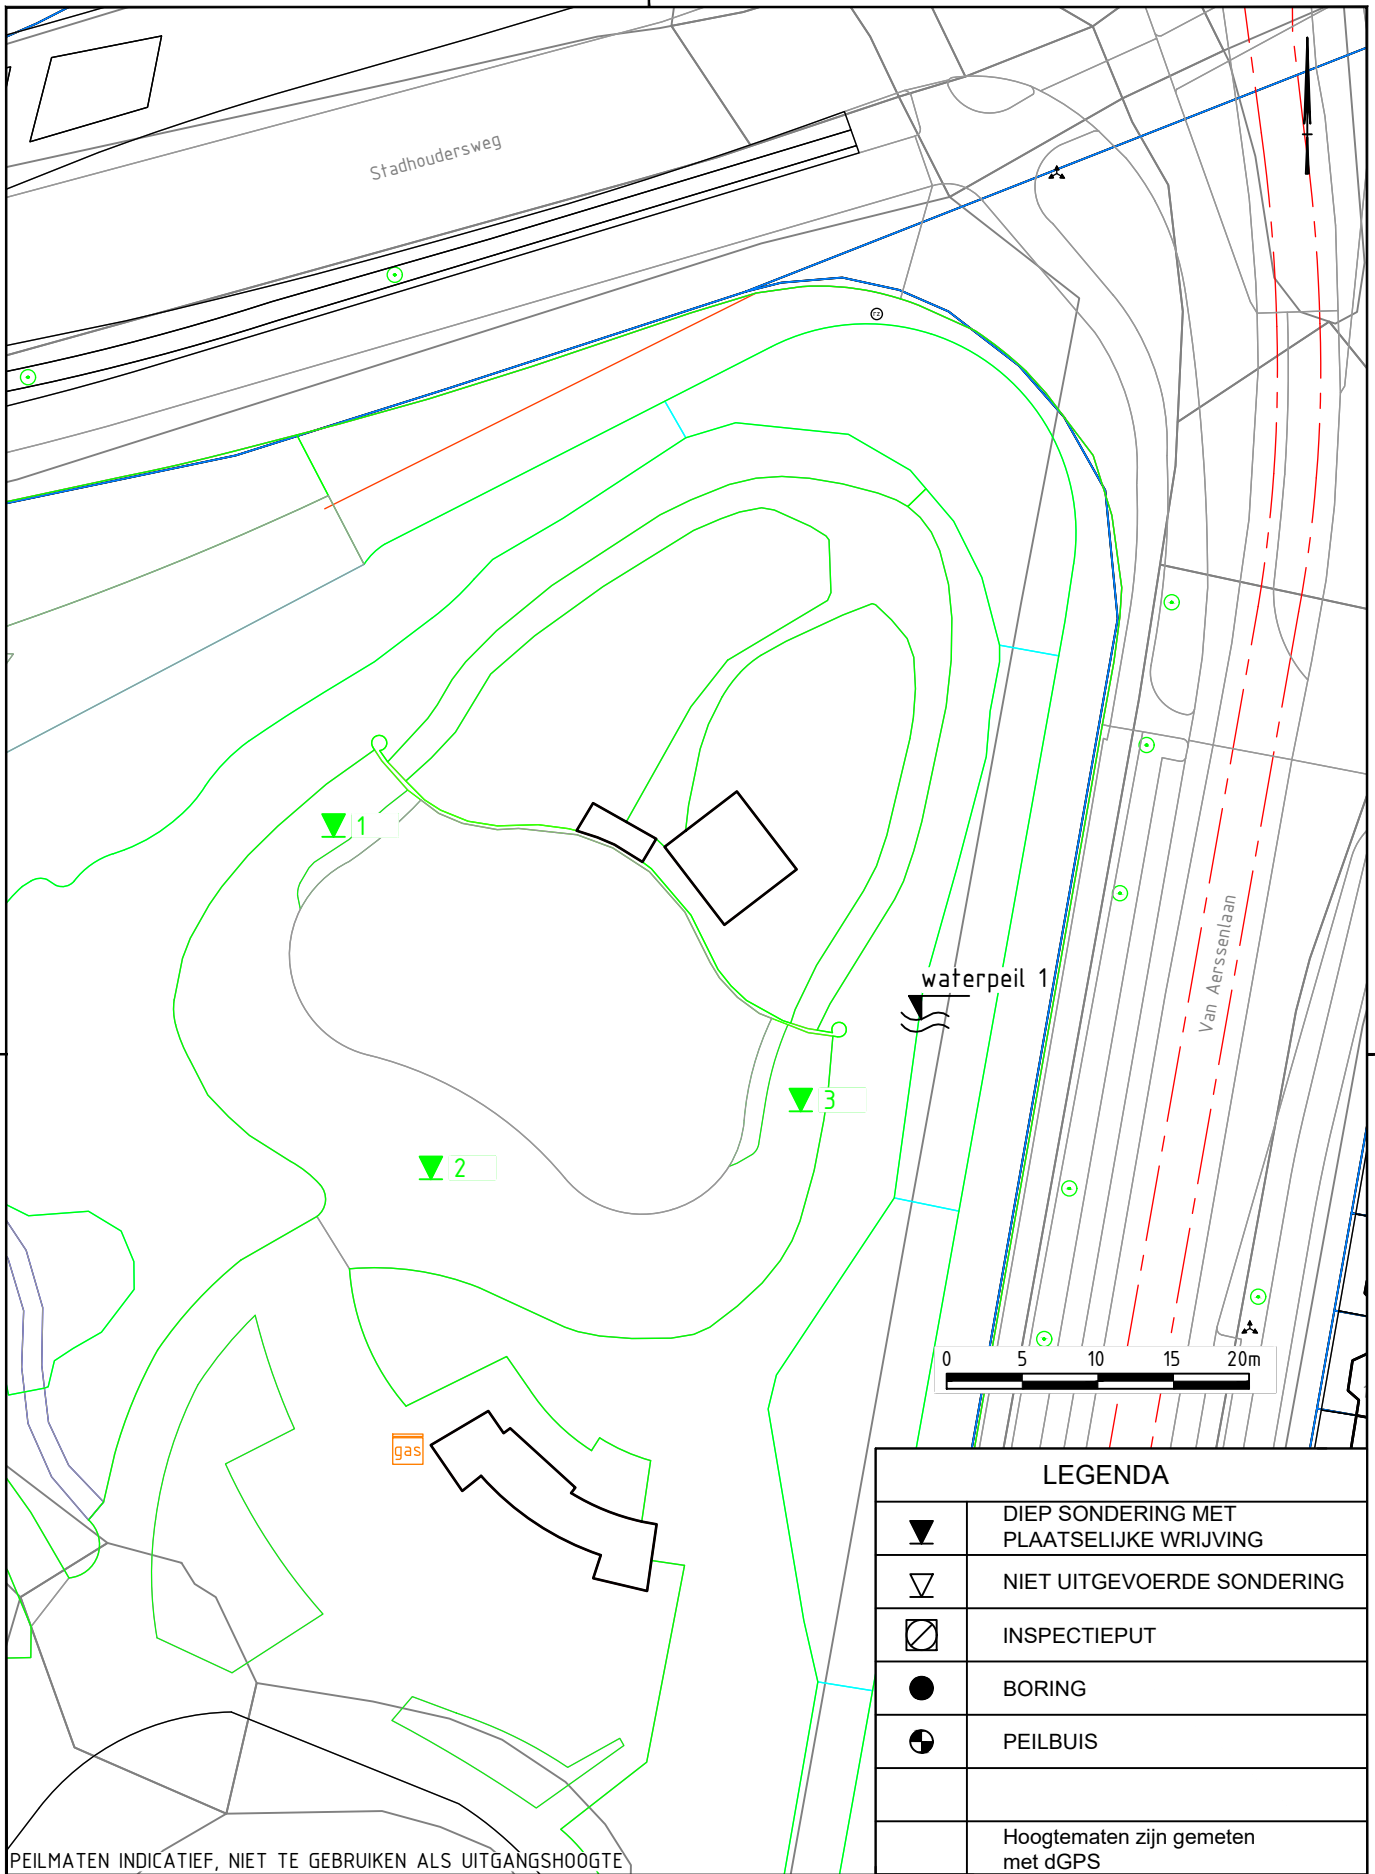 Stadhoudersweg
rz
1
waterpeil 1
Van Aerssenlaan
3
2
0 5 10 15 20m
gas
LEGENDA
DIEP SONDERING MET
PLAATSELIJKE WRIJVING
NIET UITGEVOERDE SONDERING
INSPECTIEPUT
BORING
PEILBUIS
Hoogtematen zijn gemeten
met dGPS
PEILMATEN INDICATIEF, NIET TE GEBRUIKEN ALS UITGANGSHOOGTE